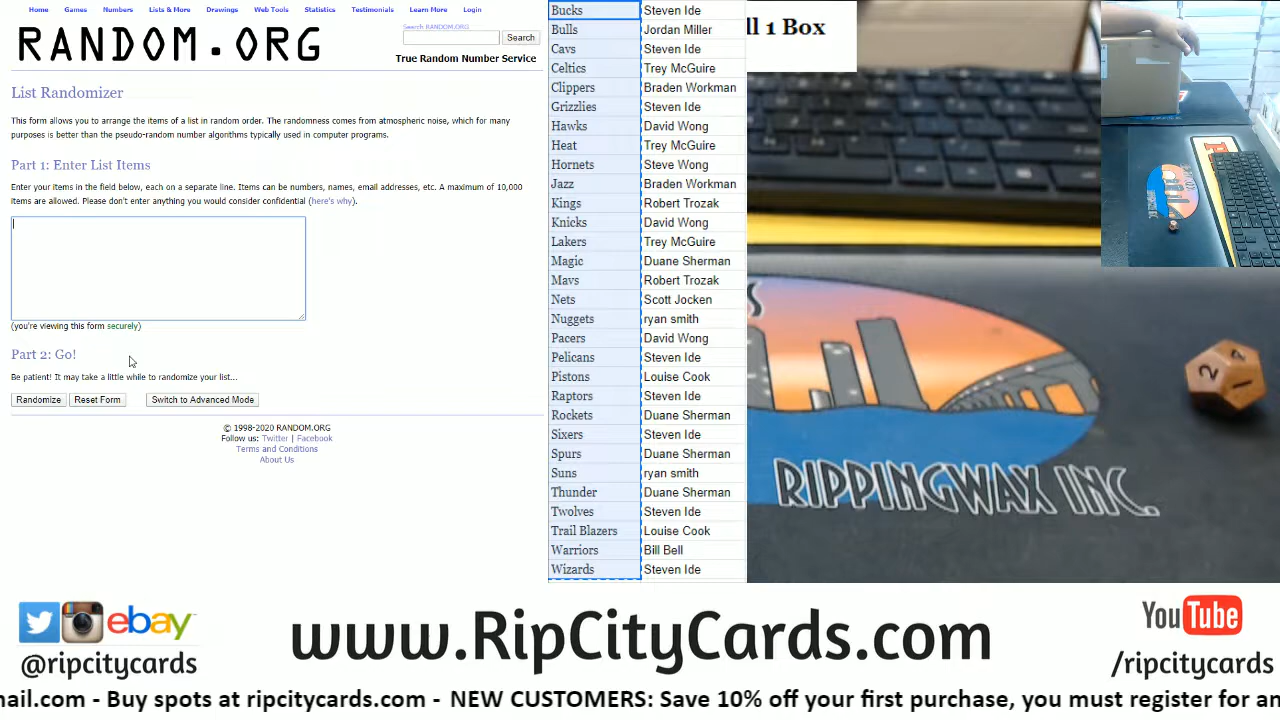 Home Games Numbers Lists & More Drawings Web Tools Statistics Testimonials Learn More Login
Search RANDOM.ORG
RANDOM.ORG
Search
True Random Number Service
List Randomizer
This form allows you to arrange the items of a list in random order. The randomness comes from atmospheric noise, which for many
purposes is better than the pseudo-random number algorithms typically used in computer programs.
Part 1: Enter List Items
Enter your items in the field below, each on a separate line. Items can be numbers, names, email addresses, etc. A maximum of 10,000
items are allowed. Please don't enter anything you would consider confidential (here's why).
(you're viewing this form securely)
Part 2: Go!
Be patient! It may take a little while to randomize your list...
Randomize Reset Form Switch to Advanced Mode
© 1998-2020 RANDOM.ORG
Follow us: Twitter | Facebook
Terms and Conditions
About Us
Bucks Steven Ide
Bulls Jordan Miller
Cavs Steven Ide
Celtics Trey McGuire
Clippers Braden Workman
Grizzlies Steven Ide
Hawks David Wong
Heat Trey McGuire
Hornets Steve Wong
Jazz Braden Workman
Kings Robert Trozak
Knicks David Wong
Lakers Trey McGuire
Magic Duane Sherman
Mavs Robert Trozak
Nets Scott Jocken
Nuggets ryan smith
Pacers David Wong
Pelicans Steven Ide
Pistons Louise Cook
Raptors Steven Ide
Rockets Duane Sherman
Sixers Steven Ide
Spurs Duane Sherman
Suns ryan smith
Thunder Duane Sherman
Twolves Steven Ide
Trail Blazers Louise Cook
Warriors Bill Bell
Wizards Steven Ide
ll 1 Box
2
1
RIPPINGWAX INC.
ebay
@ripcitycards
www.RipCityCards.com
YouTube
/ripcitycards
mail.com - Buy spots at ripcitycards.com - NEW CUSTOMERS: Save 10% off your first purchase, you must register for an